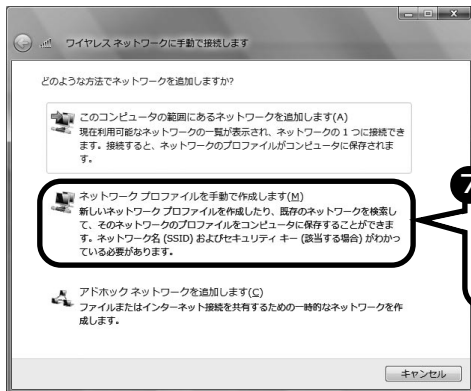 ワイヤレス ネットワークに手動で接続します
どのような方法でネットワークを追加しますか?
このコンピュータの範囲にあるネットワークを追加します(A)
現在利用可能なネットワークの一覧が表示され、ネットワークの 1 つに接続でき
ます。接続すると、ネットワークのプロファイルがコンピュータに保存されま
す。
ネットワーク プロファイルを手動で作成します(M)
新しいネットワーク プロファイルを作成したり、既存のネットワークを検索し
て、そのネットワークのプロファイルをコンピュータに保存することができま
す。ネットワーク名 (SSID) およびセキュリティ キー (該当する場合) がわかっ
ている必要があります。
7
アドホック ネットワークを追加します(C)
ファイルまたはインターネット接続を共有するための一時的なネットワークを作
成します。
キャンセル